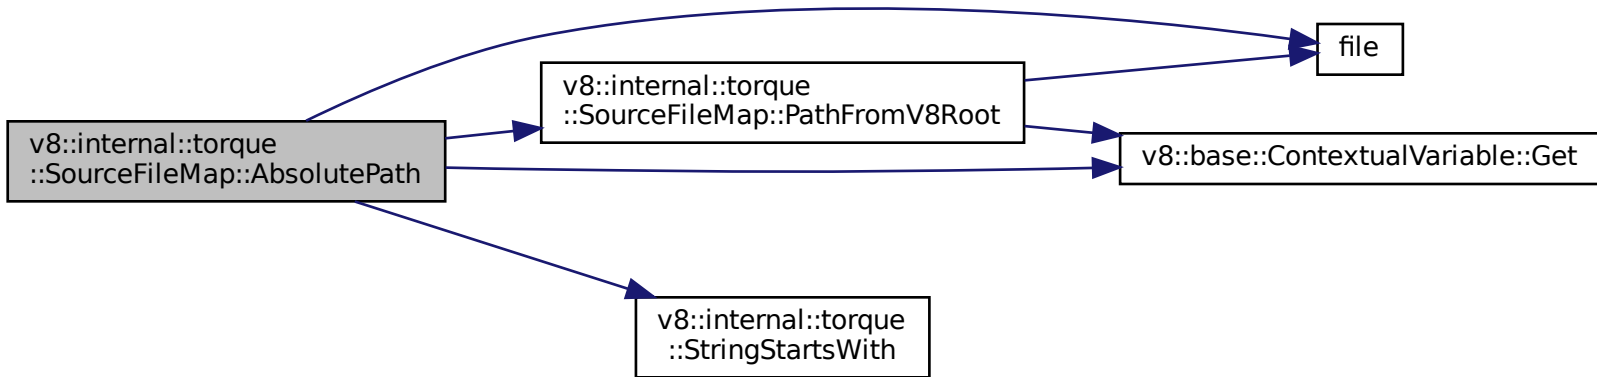 v8::internal::torque
::SourceFileMap::AbsolutePath
v8::internal::torque
::SourceFileMap::PathFromV8Root
file
v8::base::ContextualVariable::Get
v8::internal::torque
::StringStartsWith